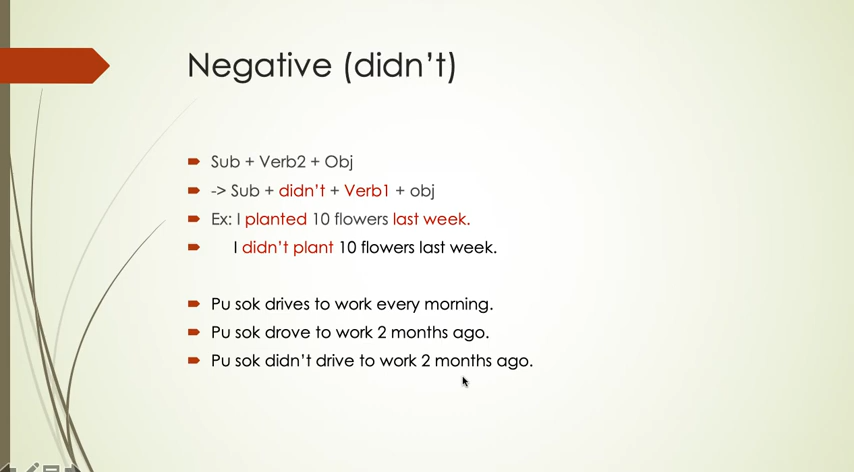 Negative (didn’t)
Sub + Verb2 + Obj
-> Sub + didn’t + Verb1 + obj
Ex: I planted 10 flowers last week.
I didn’t plant 10 flowers last week.
Pu sok drives to work every morning.
Pu sok drove to work 2 months ago.
Pu sok didn’t drive to work 2 months ago.